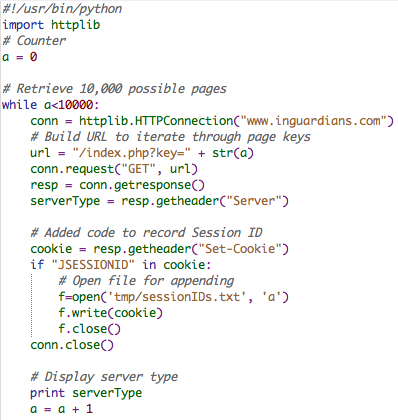 #!/usr/bin/python
import httplib
# Counter
a = 0

# Retrieve 10,000 possible pages
while a<10000:
    conn = httplib.HTTPConnection("www.inguardians.com")
    # Build URL to iterate through page keys
    url = "/index.php?key=" + str(a)
    conn.request("GET", url)
    resp = conn.getresponse()
    serverType = resp.getheader("Server")

    # Added code to record Session ID
    cookie = resp.getheader("Set-Cookie")
    if "JSESSIONID" in cookie:
        # Open file for appending
        f=open('tmp/sessionIDs.txt', 'a')
        f.write(cookie)
        f.close()
    conn.close()

    # Display server type
    print serverType
    a = a + 1